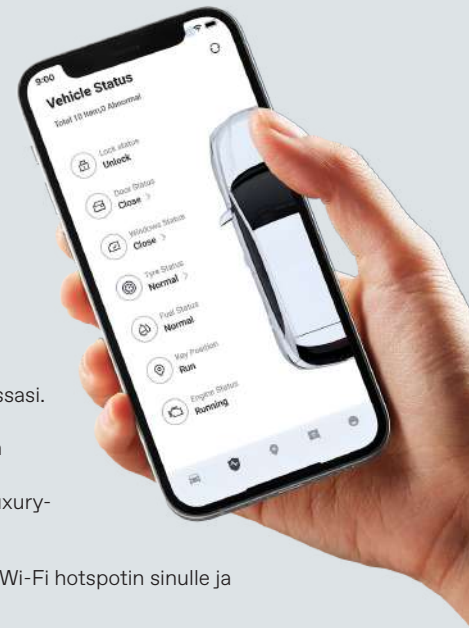 9:00
Vehicle Status
Total 10 Item,0 Abnormal
Lock status
Unlock
Door Status
Close >
Windows Status
Close >
Tyre Status
Normal >
Fuel Status
Normal
Key Position
Run
Engine Status
Running
ssasi.
uxury-
Wi-Fi hotspotin sinulle ja